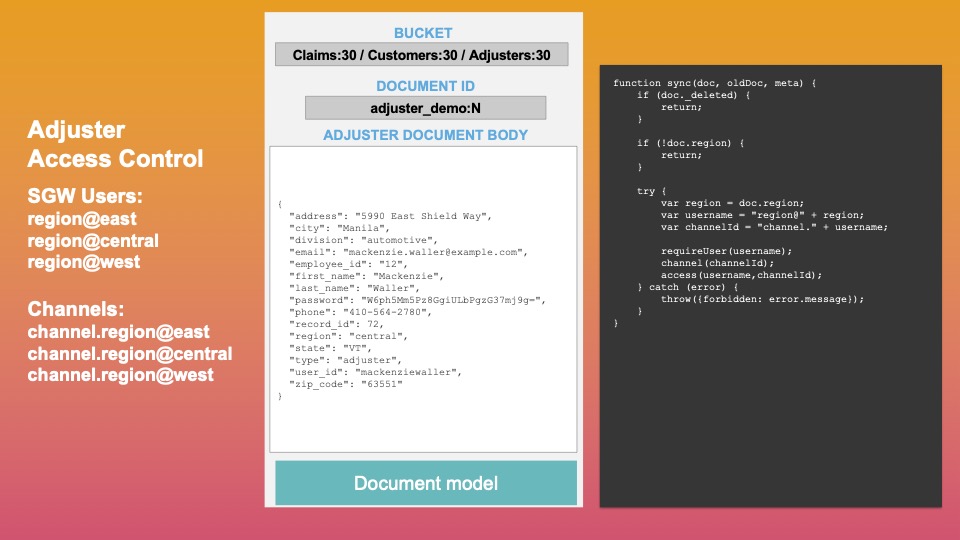 Adjuster
Access Control
SGW Users:
region@east
region@central
region@west
Channels:
channel.region@east
channel.region@central
channel.region@west
BUCKET
Claims:30 / Customers:30 / Adjusters:30
DOCUMENT ID
adjuster_demo:N
ADJUSTER DOCUMENT BODY
{
  "address": "5990 East Shield Way",
  "city": "Manila",
  "division": "automotive",
  "email": "mackenzie.waller@example.com",
  "employee_id": "12",
  "first_name": "Mackenzie",
  "last_name": "Waller",
  "password": "W6ph5Mm5Pz8GgiULbPgzG37mj9g=",
  "phone": "410-564-2780",
  "record_id": 72,
  "region": "central",
  "state": "VT",
  "type": "adjuster",
  "user_id": "mackenziewaller",
  "zip_code": "63551"
}
Document model
function sync(doc, oldDoc, meta) {
    if (doc._deleted) {
        return;
    }
    if (!doc.region) {
        return;
    }
    try {
        var region = doc.region;
        var username = "region@" + region;
        var channelId = "channel." + username;
        requireUser(username);
        channel(channelId);
        access(username,channelId);
    } catch (error) {
        throw({forbidden: error.message});
    }
}